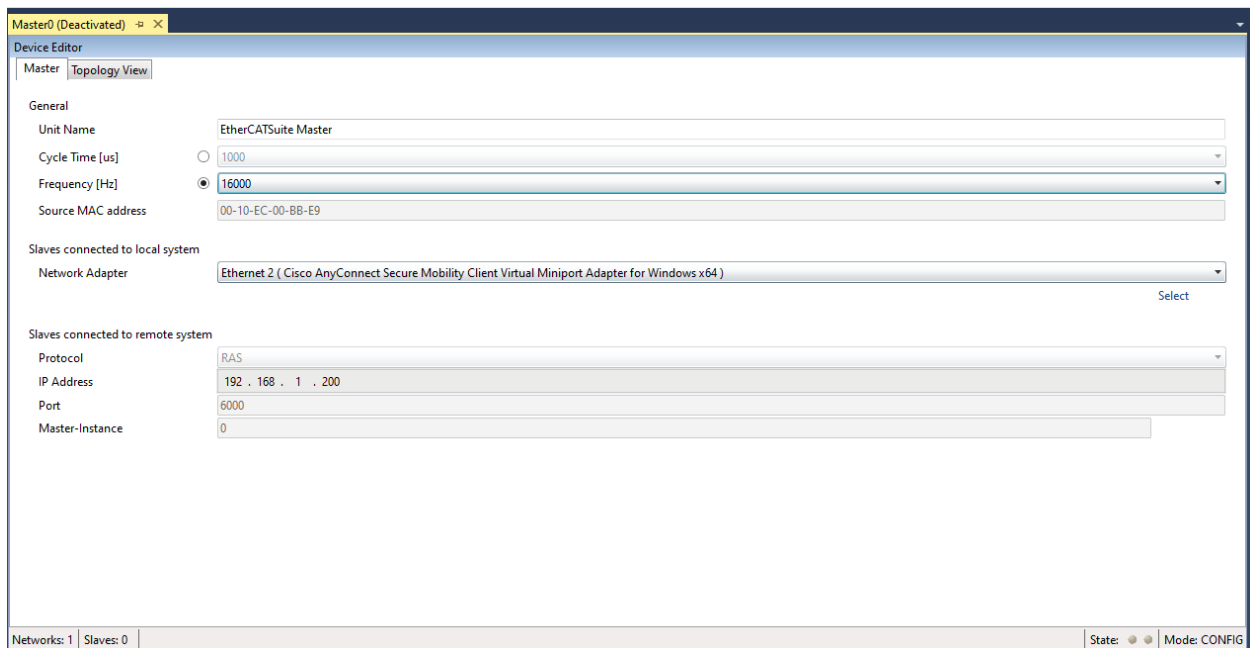 Master0 (Deactivated)
Device Editor
Master Topology View
General
Unit Name EtherCATSuite Master
Cycle Time [us] 1000
Frequency [Hz] 16000
Source MAC address 00-10-EC-00-BB-E9
Slaves connected to local system
Network Adapter Ethernet 2 ( Cisco AnyConnect Secure Mobility Client Virtual Miniport Adapter for Windows x64 )
Select
Slaves connected to remote system
Protocol RAS
IP Address 192 . 168 . 1 . 200
Port 6000
Master-Instance 0
Networks: 1 Slaves: 0 State: Mode: CONFIG